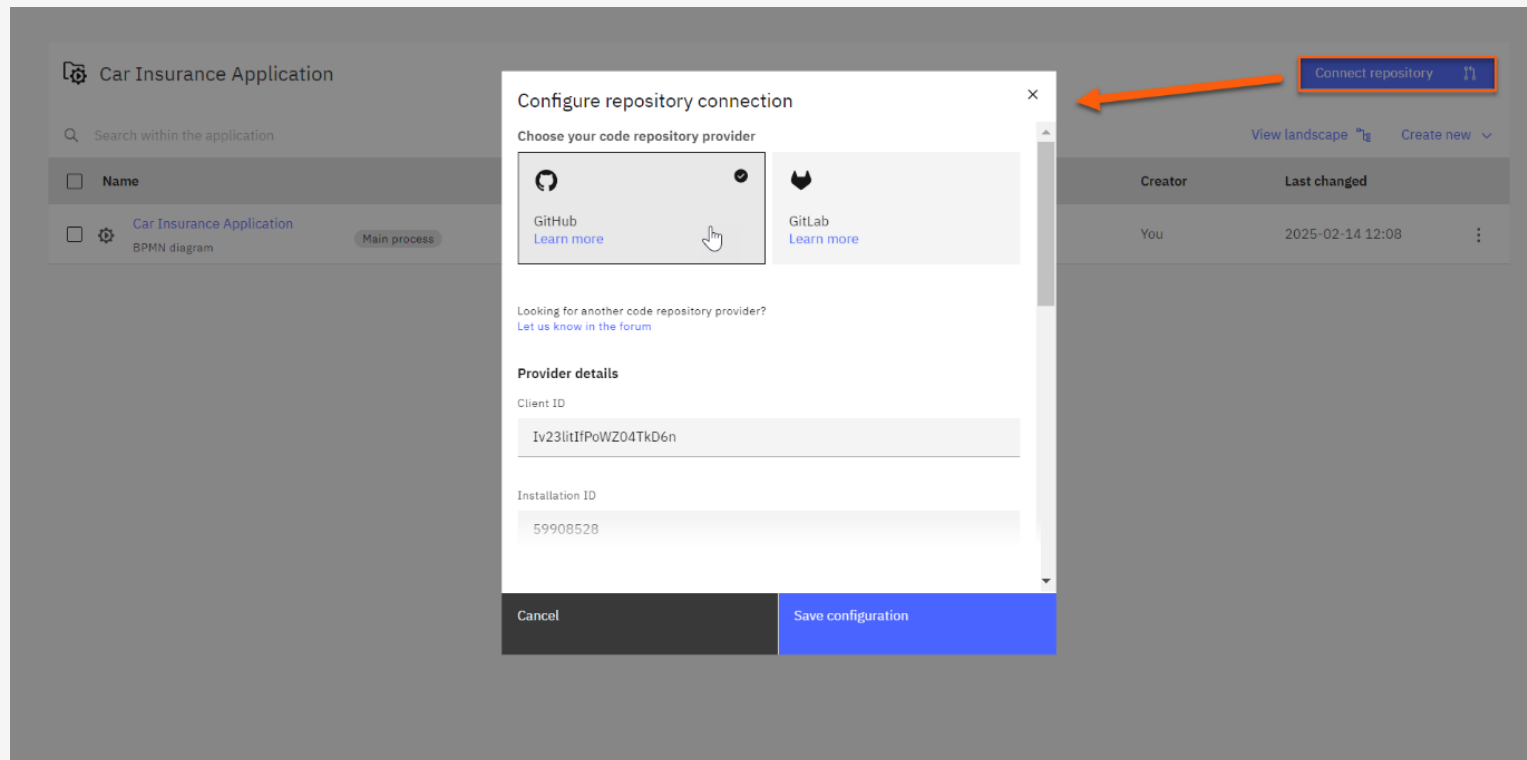 Car Insurance Application
Connect repository
Search within the application
View landscape
Create new
Name
Creator
Last changed
Car Insurance Application
BPMN diagram
Main process
You
2025-02-14 12:08
Configure repository connection
Choose your code repository provider
GitHub
Learn more
GitLab
Learn more
Looking for another code repository provider?
Let us know in the forum
Provider details
Client ID
Iv23litIfPoWZ04TkD6n
Installation ID
59908528
Cancel
Save configuration